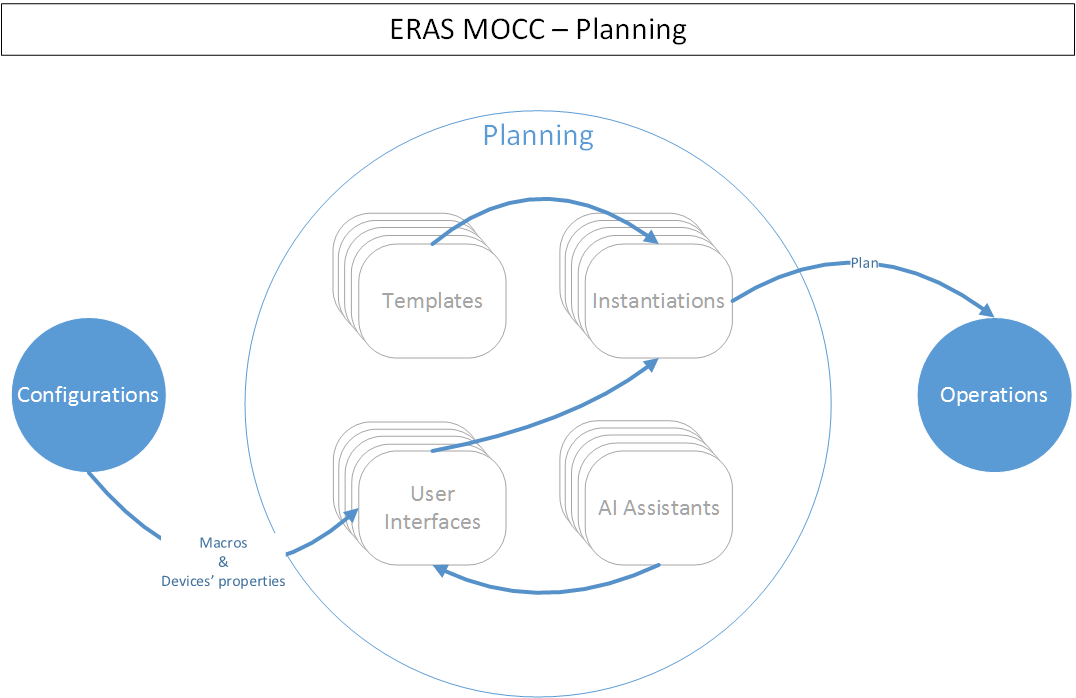 ERAS MOCC – Planning
Planning
Templates
Instantiations
Plan
Configurations
Operations
User
Interfaces
AI Assistants
Macros
&
Devices’ properties